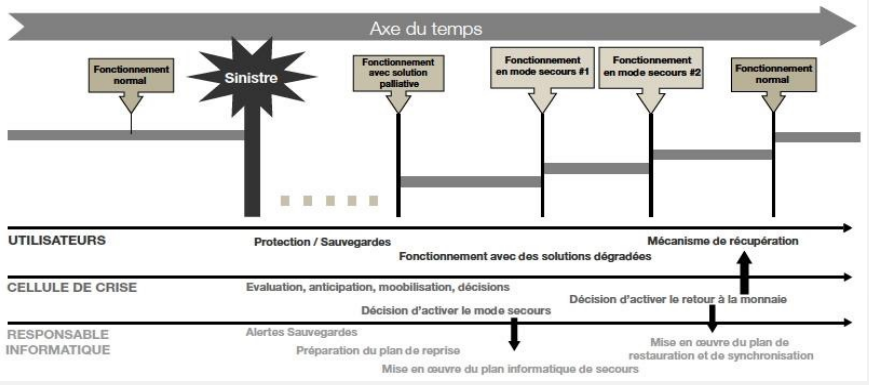 Axe du temps
Fonctionnement
normal
Sinistre
Fonctionnement
avec solution
palliative
Fonctionnement
en mode secours #1
Fonctionnement
en mode secours #2
Fonctionnement
normal
UTILISATEURS
Protection / Sauvegardes
Mécanisme de récupération
Fonctionnement avec des solutions dégradées
CELLULE DE CRISE
Evaluation, anticipation, moobilisation, décisions
Décision d'activer le retour à la monnaie
Décision d'activer le mode secours
RESPONSABLE
INFORMATIQUE
Alertes Sauvegardes
Préparation du plan de reprise
Mise en œuvre du plan de
restauration et de synchronisation
Mise en œuvre du plan informatique de secours